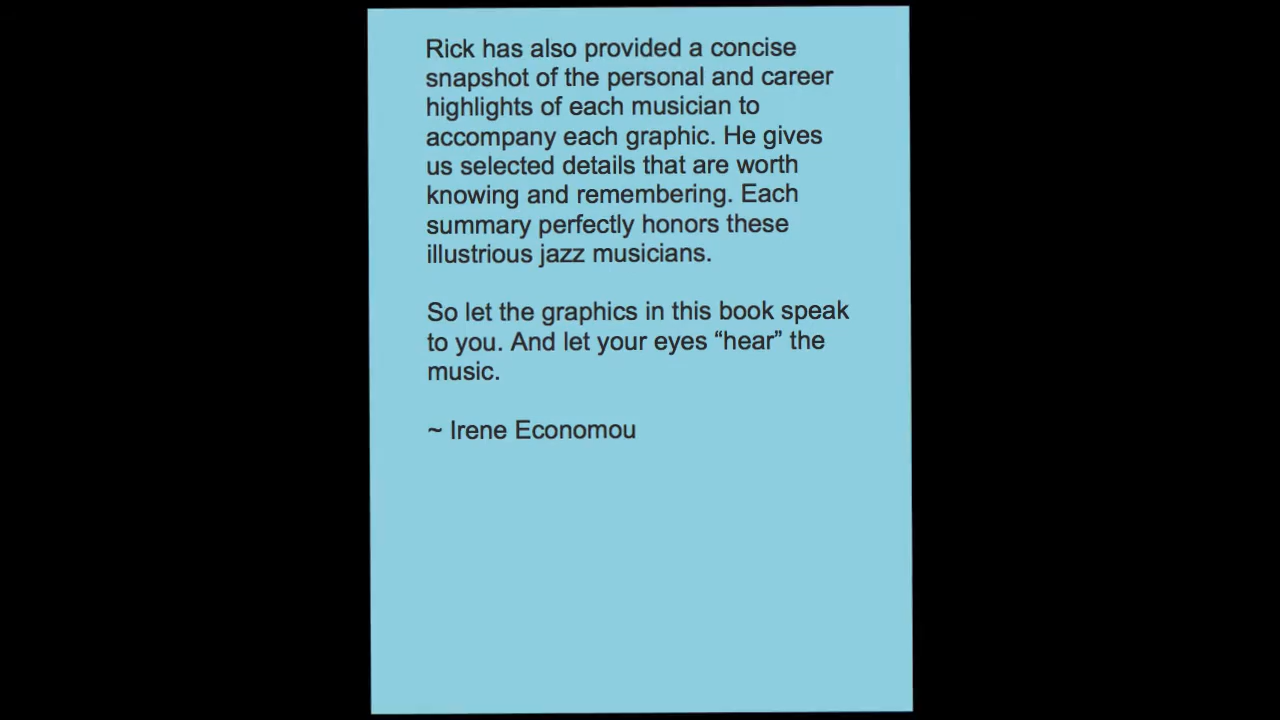 Rick has also provided a concise
snapshot of the personal and career
highlights of each musician to
accompany each graphic. He gives
us selected details that are worth
knowing and remembering. Each
summary perfectly honors these
illustrious jazz musicians.
So let the graphics in this book speak
to you. And let your eyes “hear” the
music.
~ Irene Economou